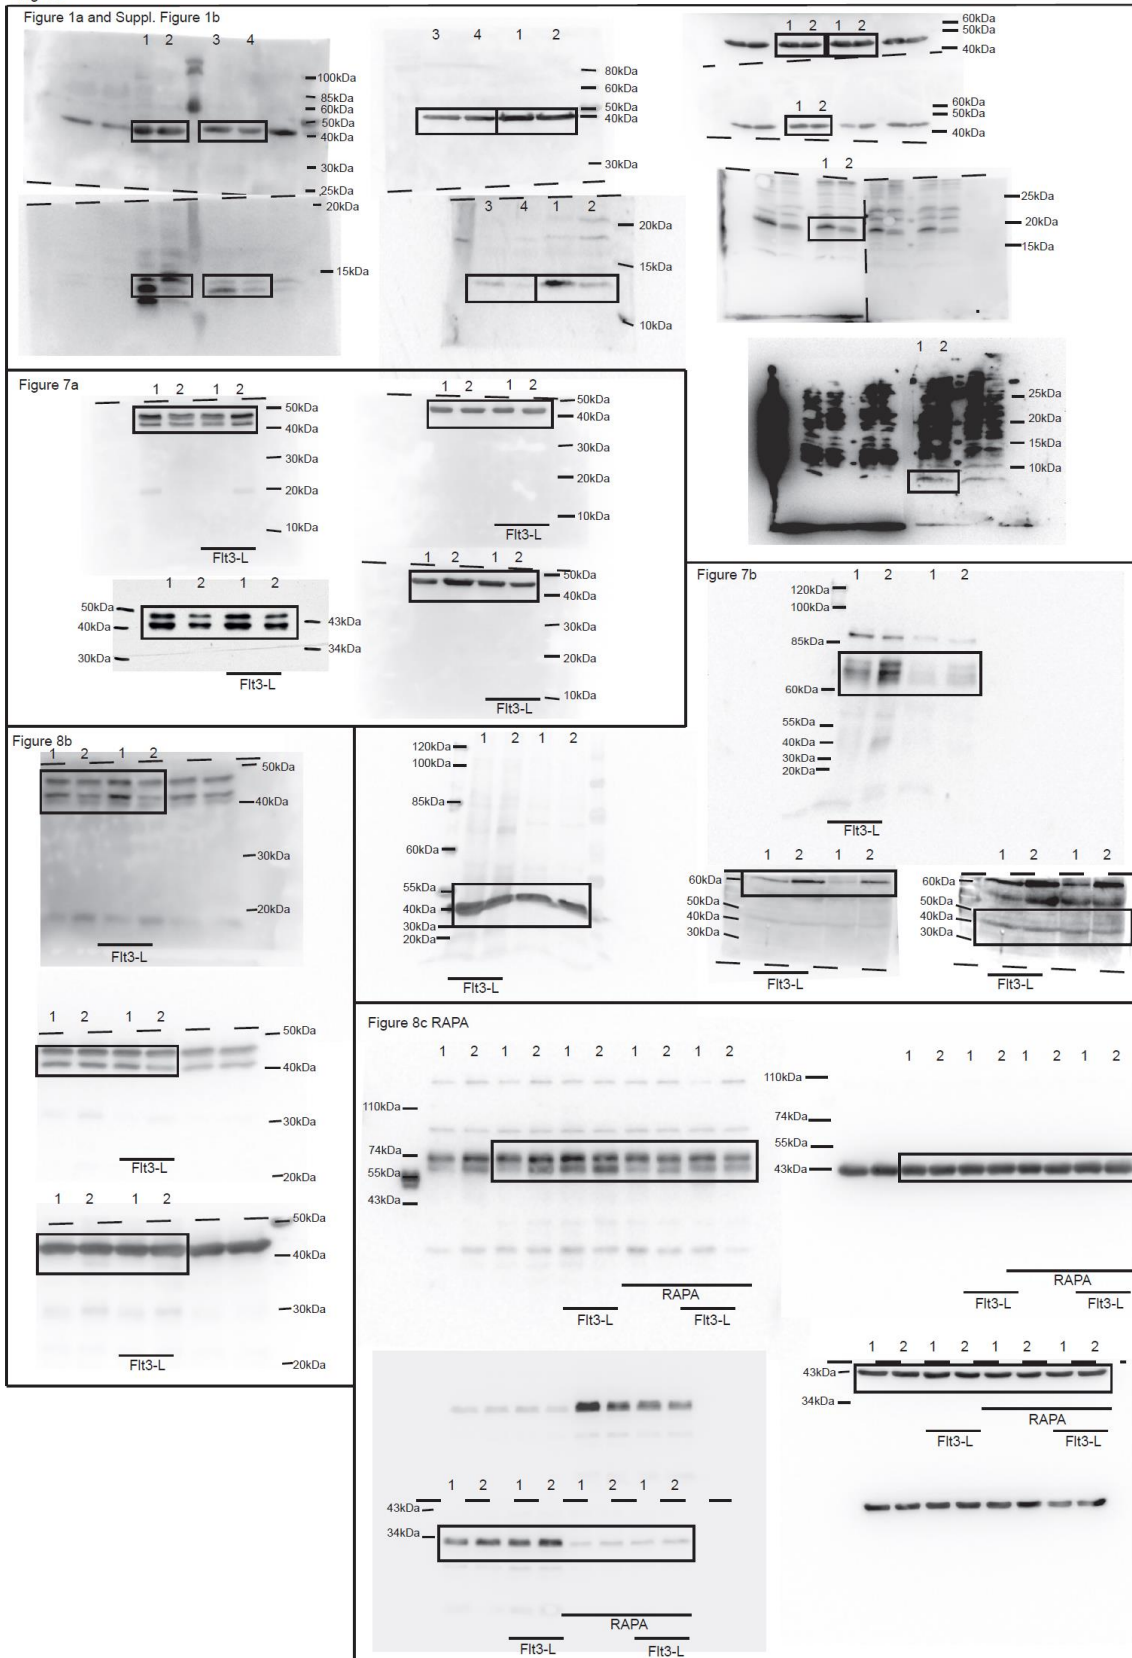 Figure 1a and Suppl. Figure 1b
1 2 3 4
100kDa
85kDa
60kDa
50kDa
40kDa
30kDa
25kDa
20kDa
15kDa
3 4 1 2
80kDa
60kDa
50kDa
40kDa
30kDa
3 4 1 2
20kDa
15kDa
10kDa
1 2 1 2
60kDa
50kDa
40kDa
1 2
60kDa
50kDa
40kDa
1 2
25kDa
20kDa
15kDa
1 2
25kDa
20kDa
15kDa
10kDa
Figure 7a
1 2 1 2
50kDa
40kDa
30kDa
20kDa
10kDa
Flt3-L
1 2 1 2
50kDa
40kDa
30kDa
20kDa
10kDa
Flt3-L
1 2 1 2
50kDa
40kDa
30kDa
43kDa
34kDa
Flt3-L
1 2 1 2
50kDa
40kDa
30kDa
20kDa
10kDa
Flt3-L
Figure 7b
1 2 1 2
120kDa
100kDa
85kDa
60kDa
55kDa
40kDa
30kDa
20kDa
Flt3-L
1 2 1 2
120kDa
100kDa
85kDa
60kDa
55kDa
40kDa
30kDa
20kDa
Flt3-L
1 2 1 2
60kDa
50kDa
40kDa
30kDa
Flt3-L
1 2 1 2
60kDa
50kDa
40kDa
30kDa
Flt3-L
Figure 8b
1 2 1 2
50kDa
40kDa
30kDa
20kDa
Flt3-L
1 2 1 2
50kDa
40kDa
30kDa
20kDa
Flt3-L
1 2 1 2
50kDa
40kDa
30kDa
20kDa
Flt3-L
Figure 8c RAPA
1 2 1 2 1 2 1 2 1 2
110kDa
74kDa
55kDa
43kDa
RAPA
Flt3-L Flt3-L
1 2 1 2 1 2 1 2
110kDa
74kDa
55kDa
43kDa
RAPA
Flt3-L Flt3-L
1 2 1 2 1 2 1 2
43kDa
34kDa
RAPA
Flt3-L Flt3-L
1 2 1 2 1 2 1 2
43kDa
34kDa
RAPA
Flt3-L Flt3-L